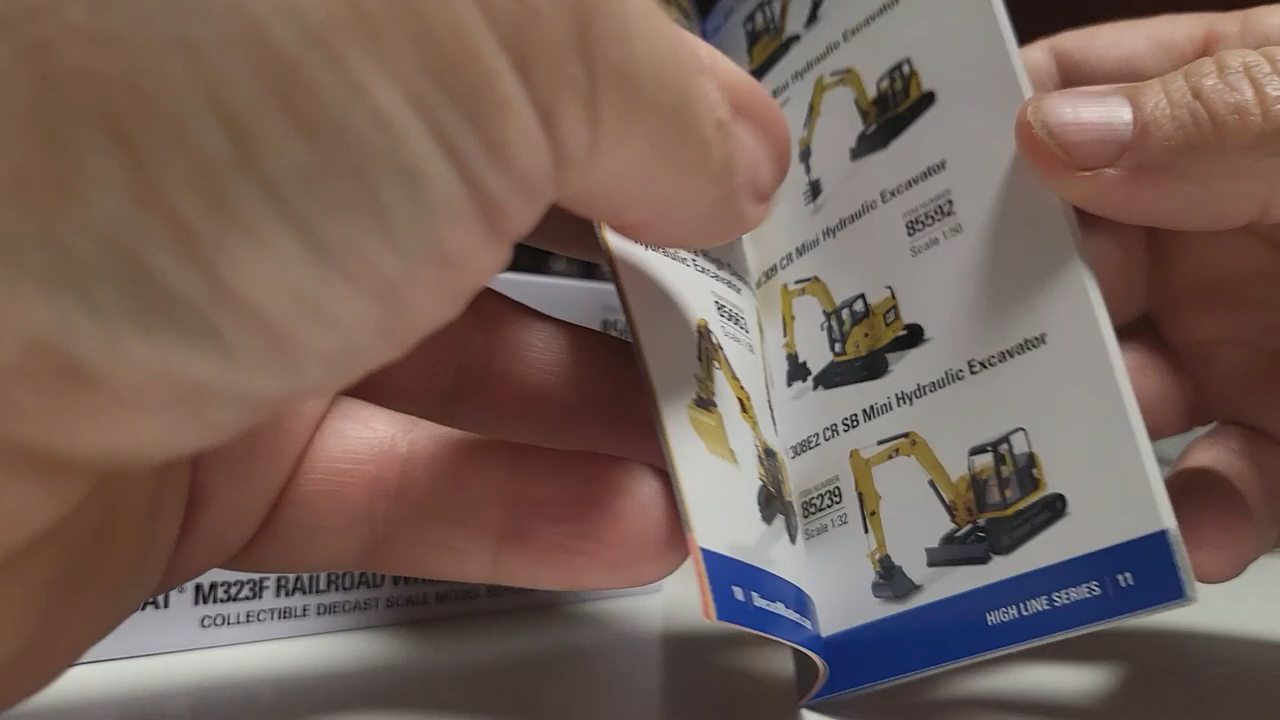 Mini Hydraulic Excavator
309 CR Mini Hydraulic Excavator
ITEM NUMBER
85592
Scale 1:50
308E2 CR SB Mini Hydraulic Excavator
ITEM NUMBER
85239
Scale 1:32
HIGH LINE SERIES | 11
Hydraulic Excavator
ITEM NUMBER
CAT
M323F RAILROAD
COLLECTIBLE DIECAST SCALE MODEL